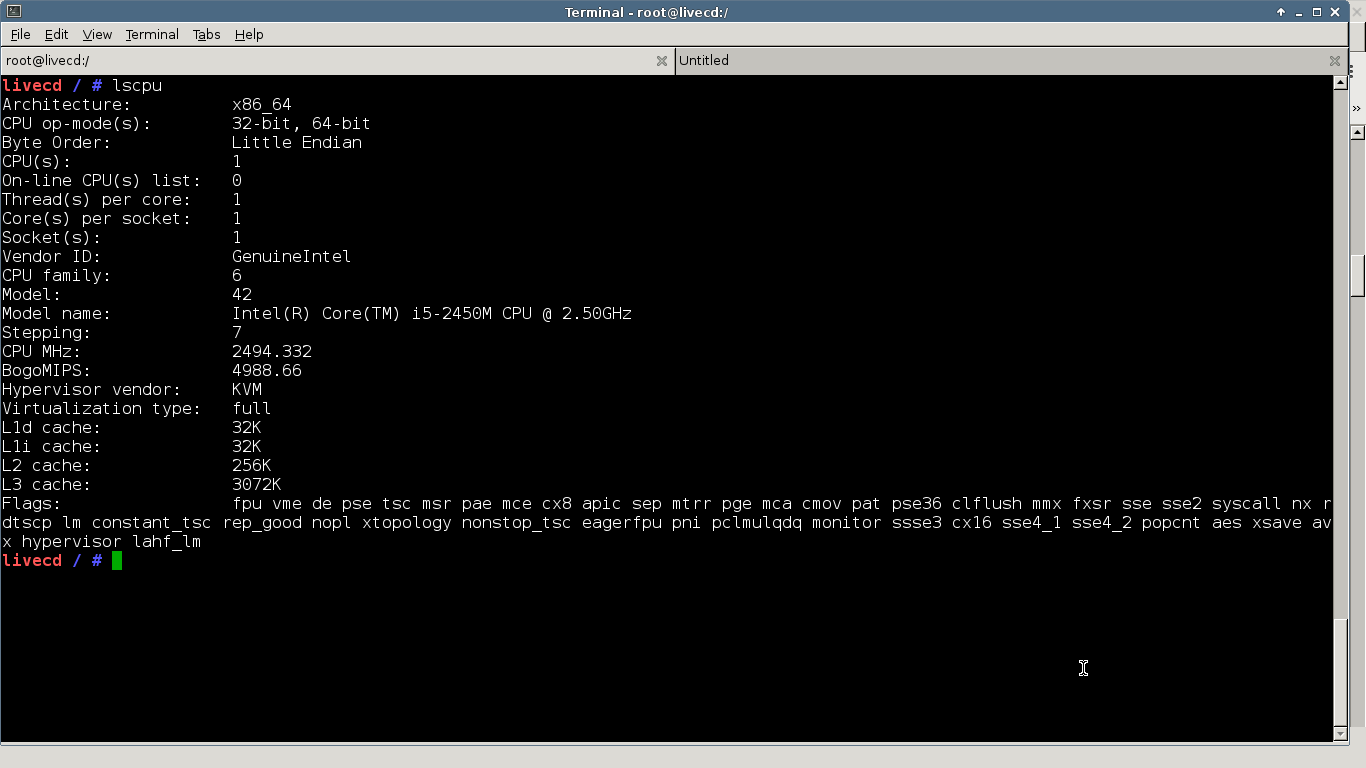 Terminal - root@livecd:/
File Edit View Terminal Tabs Help
root@livecd:/
Untitled
livecd / # lscpu
Architecture:          x86_64
CPU op-mode(s):        32-bit, 64-bit
Byte Order:            Little Endian
CPU(s):                1
On-line CPU(s) list:   0
Thread(s) per core:    1
Core(s) per socket:    1
Socket(s):             1
Vendor ID:             GenuineIntel
CPU family:            6
Model:                 42
Model name:            Intel(R) Core(TM) i5-2450M CPU @ 2.50GHz
Stepping:              7
CPU MHz:               2494.332
BogoMIPS:              4988.66
Hypervisor vendor:     KVM
Virtualization type:   full
L1d cache:             32K
L1i cache:             32K
L2 cache:              256K
L3 cache:              3072K
Flags:                 fpu vme de pse tsc msr pae mce cx8 apic sep mtrr pge mca cmov pat pse36 clflush mmx fxsr sse sse2 syscall nx r
dtscp lm constant_tsc rep_good nopl xtopology nonstop_tsc eagerfpu pni pclmulqdq monitor ssse3 cx16 sse4_1 sse4_2 popcnt aes xsave av
x hypervisor lahf_lm
livecd / #